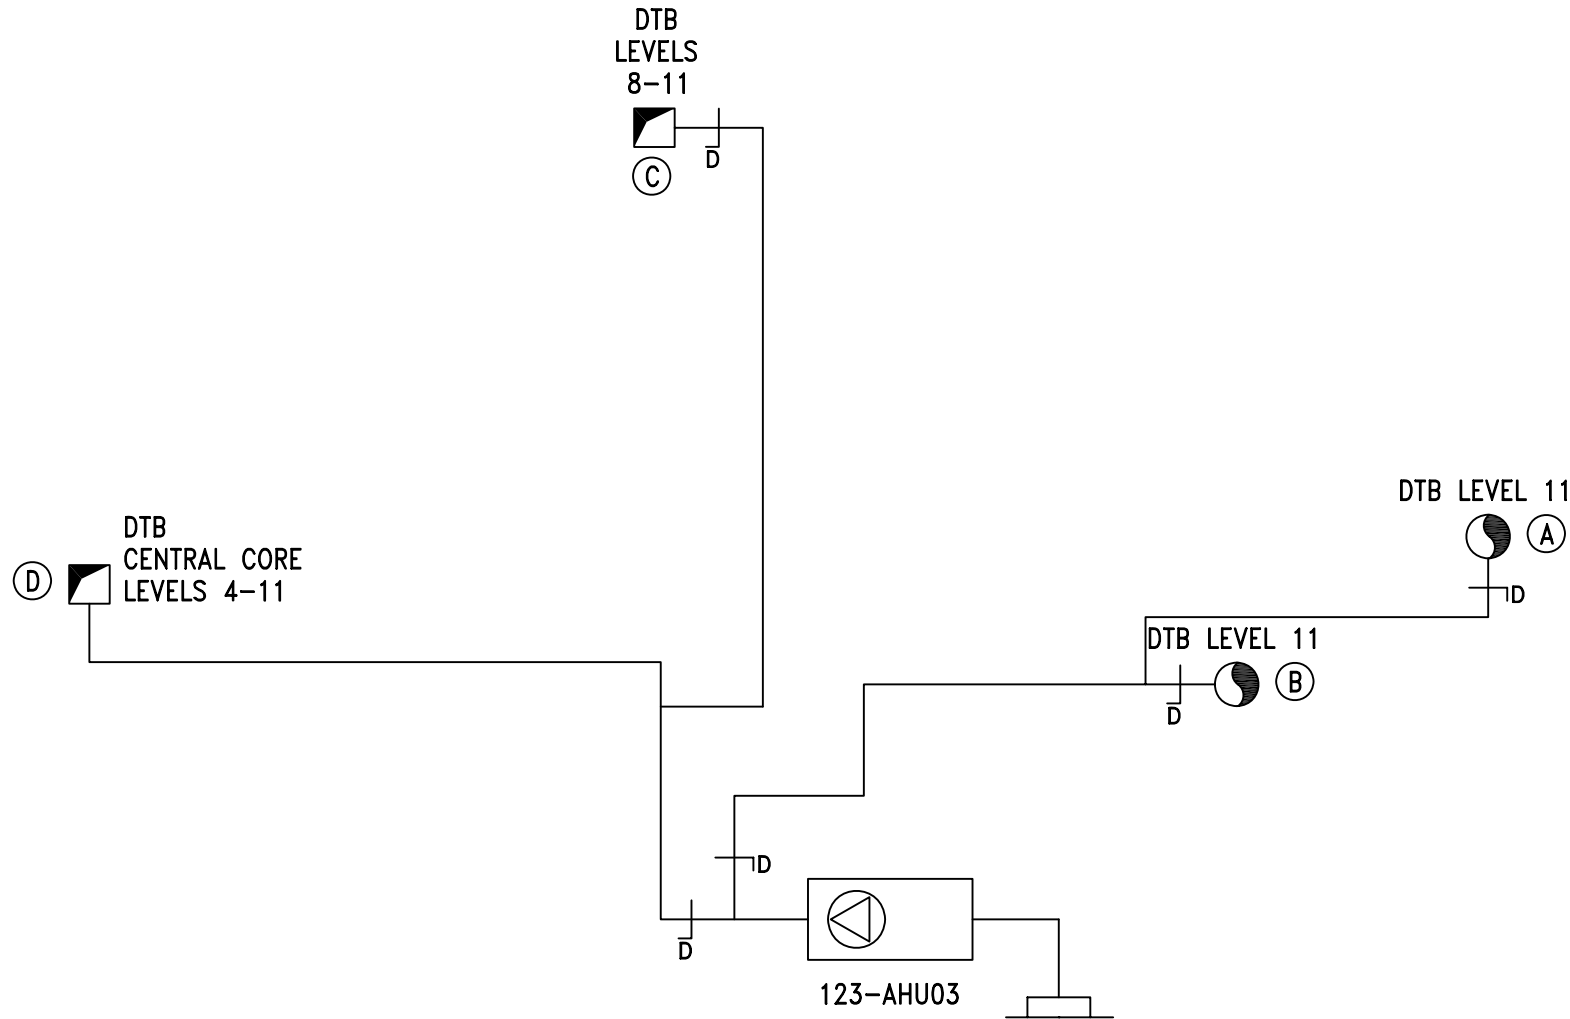 DTB
LEVELS
8-11
D
C
DTB LEVEL 11
A
DTB
CENTRAL CORE
LEVELS 4-11
D
D
DTB LEVEL 11
B
D
D
D
123-AHU03